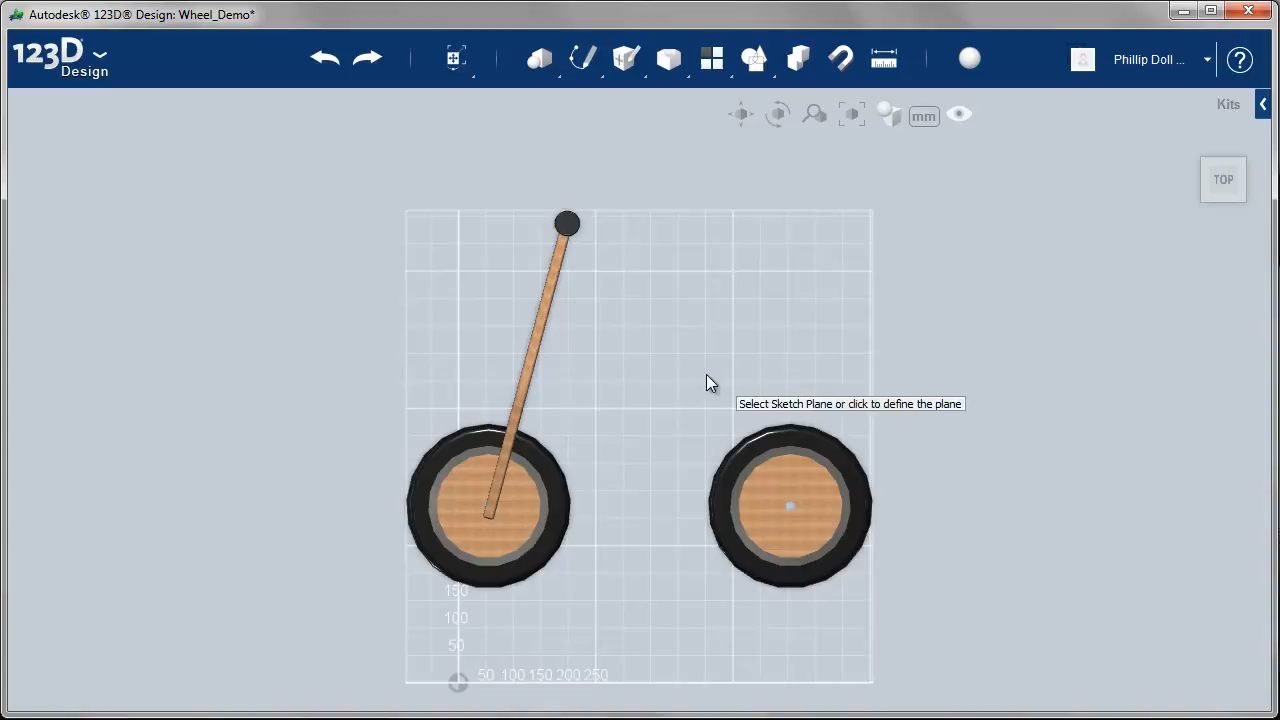 Autodesk® 123D® Design: Wheel_Demo*
123D
Design
Phillip Doll ...
?
mm
Kits
TOP
Select Sketch Plane or click to define the plane
150
100
50
50 100 150 200 250